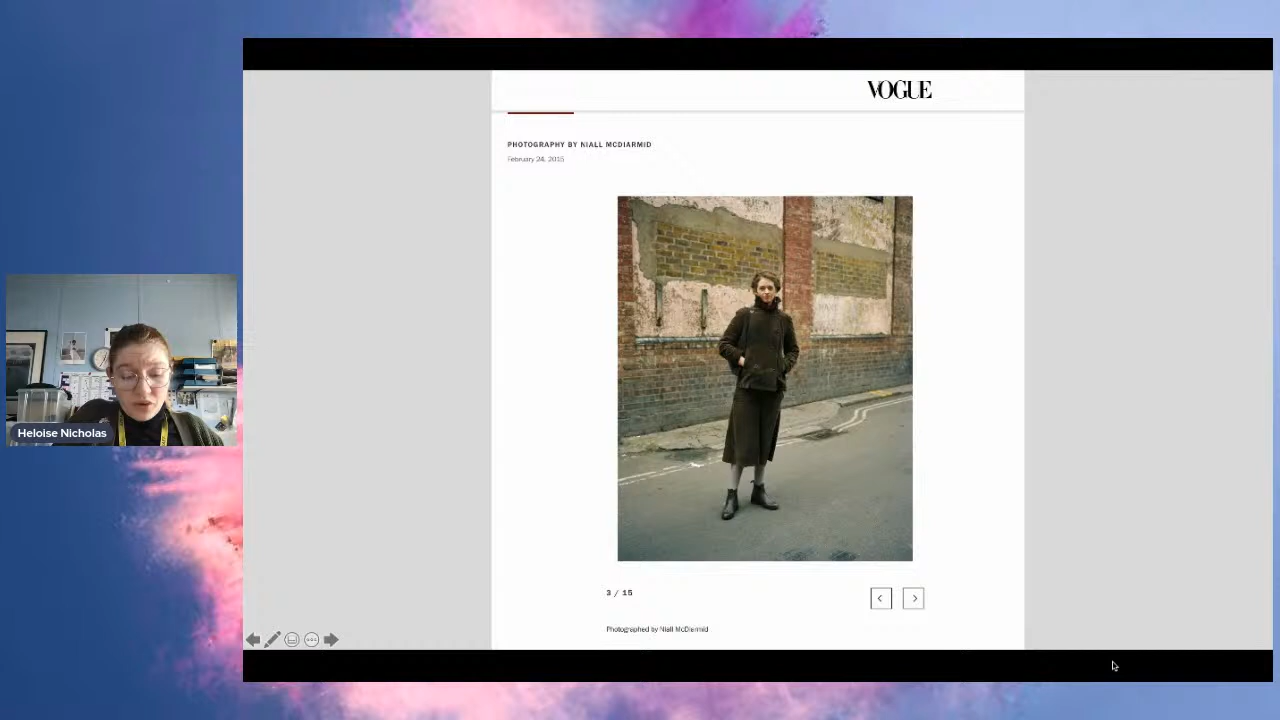 VOGUE
PHOTOGRAPHY BY NIALL MCDIARMID
February 24, 2015
3 / 15
Photographed by Niall McDiarmid
Heloise Nicholas